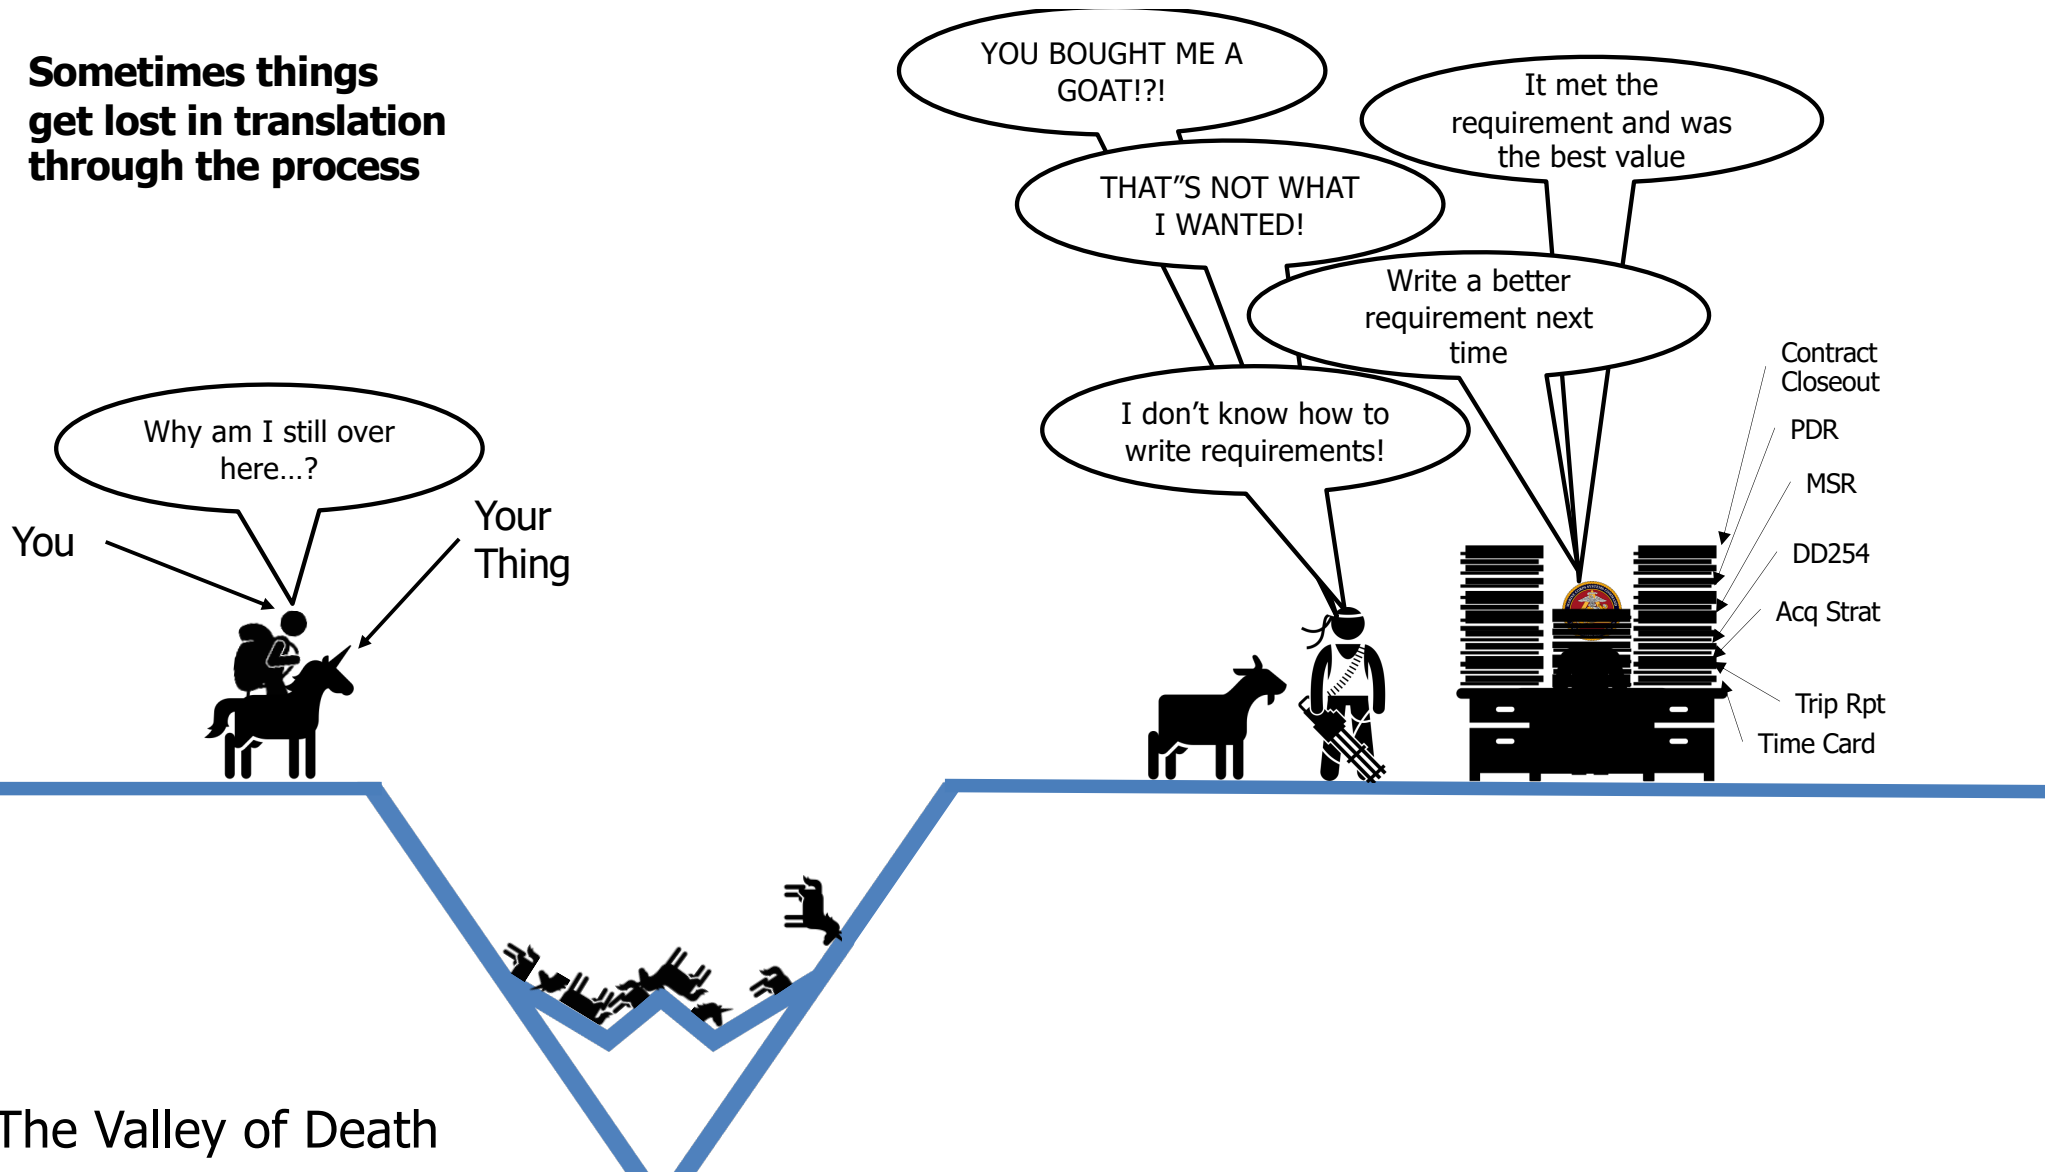 Sometimes things
get lost in translation
through the process
YOU BOUGHT ME A
GOAT!?!
It met the
requirement and was
the best value
THAT”S NOT WHAT
I WANTED!
Write a better
requirement next
time
I don’t know how to
write requirements!
Why am I still over
here…?
You
Your
Thing
Contract
Closeout
PDR
MSR
DD254
Acq Strat
Trip Rpt
Time Card
The Valley of Death